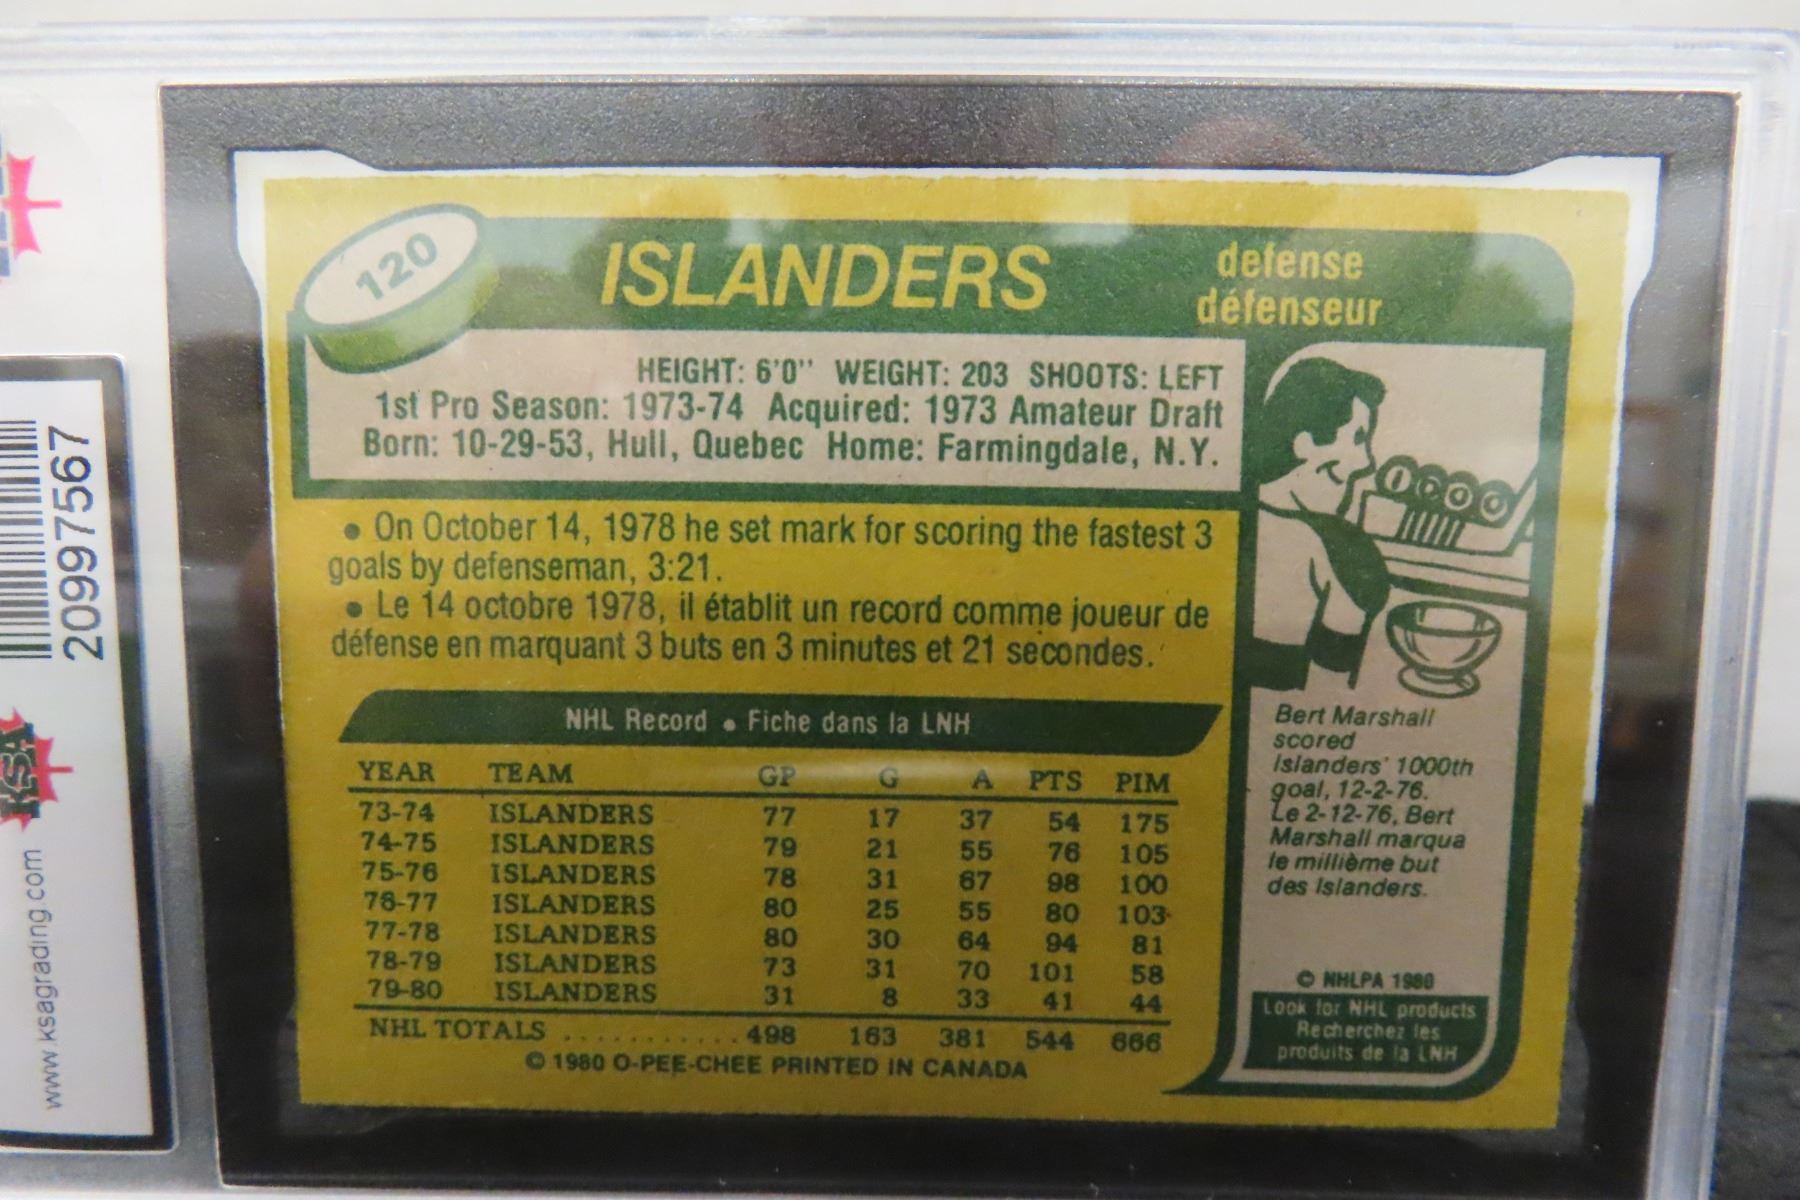 120
ISLANDERS
defense
défenseur
HEIGHT: 6'0" WEIGHT: 203 SHOOTS: LEFT
1st Pro Season: 1973-74 Acquired: 1973 Amateur Draft
Born: 10-29-53, Hull, Quebec Home: Farmingdale, N.Y.
• On October 14, 1978 he set mark for scoring the fastest 3
goals by defenseman, 3:21.
• Le 14 octobre 1978, il établit un record comme joueur de
défense en marquant 3 buts en 3 minutes et 21 secondes.
NHL Record • Fiche dans la LNH
YEAR TEAM GP G A PTS PIM
73-74 ISLANDERS 77 17 37 54 175
74-75 ISLANDERS 79 21 55 76 105
75-76 ISLANDERS 78 31 67 98 100
76-77 ISLANDERS 80 25 55 80 103
77-78 ISLANDERS 80 30 64 94 81
78-79 ISLANDERS 73 31 70 101 58
79-80 ISLANDERS 31 8 33 41 44
NHL TOTALS ........... 498 163 381 544 666
© 1980 O-PEE-CHEE PRINTED IN CANADA
Bert Marshall
scored
Islanders' 1000th
goal, 12-2-76.
Le 2-12-76, Bert
Marshall marqua
le millième but
des Islanders.
© NHLPA 1980
Look for NHL products
Recherchez les
produits de la LNH
20997567
KSA
www.ksagrading.com